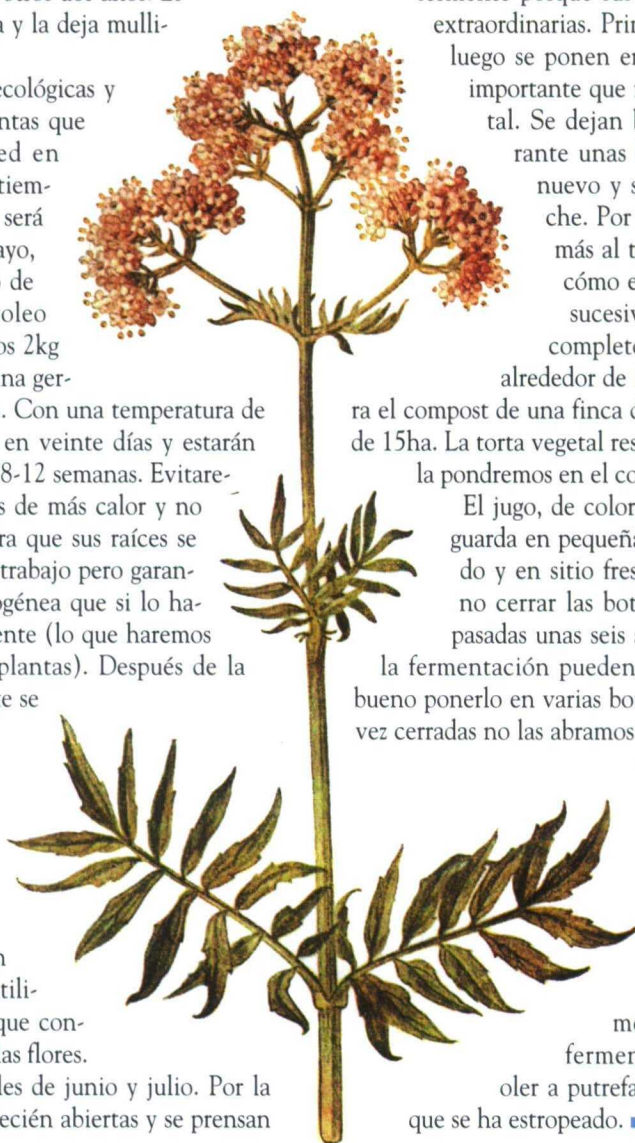 a y la deja mulli-
ecológicas y
ntas que
ed en
tiem-
será
ayo,
de
oleo
os 2kg
na ger-
. Con una temperatura de
en veinte días y estarán
8-12 semanas. Evitare-
s de más calor y no
ra que sus raíces se
trabajo pero garan-
ogénea que si lo ha-
ente (lo que haremos
plantas). Después de la
te se
n
tili-
que con-
las flores.
les de junio y julio. Por la
ecién abiertas y se prensan
extraordinarias. Prin
luego se ponen en
importante que
tal. Se dejan
rante unas
nuevo y s
che. Por
más al t
cómo e
sucesiv
complet
alrededor de
ra el compost de una finca
de 15ha. La torta vegetal res
la pondremos en el co
El jugo, de color
guarda en pequeña
do y en sitio fres
no cerrar las bot
pasadas unas seis
la fermentación pueden
bueno ponerlo en varias bo
vez cerradas no las abramos
me
fermen
oler a putrefa
que se ha estropeado.